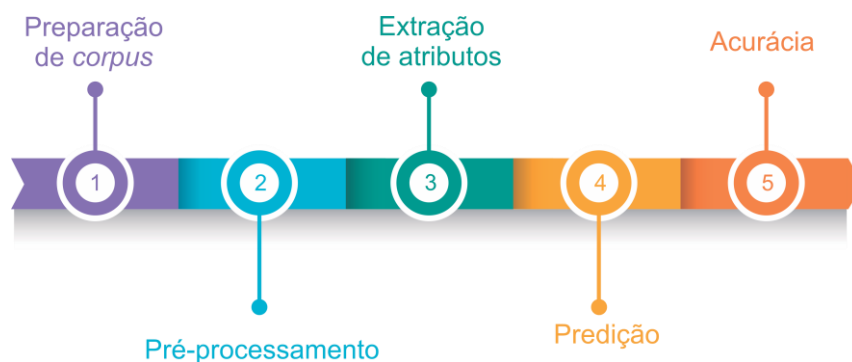 Preparação
de corpus
Extração
de atributos
Acurácia
1
2
3
4
5
Pré-processamento
Predição